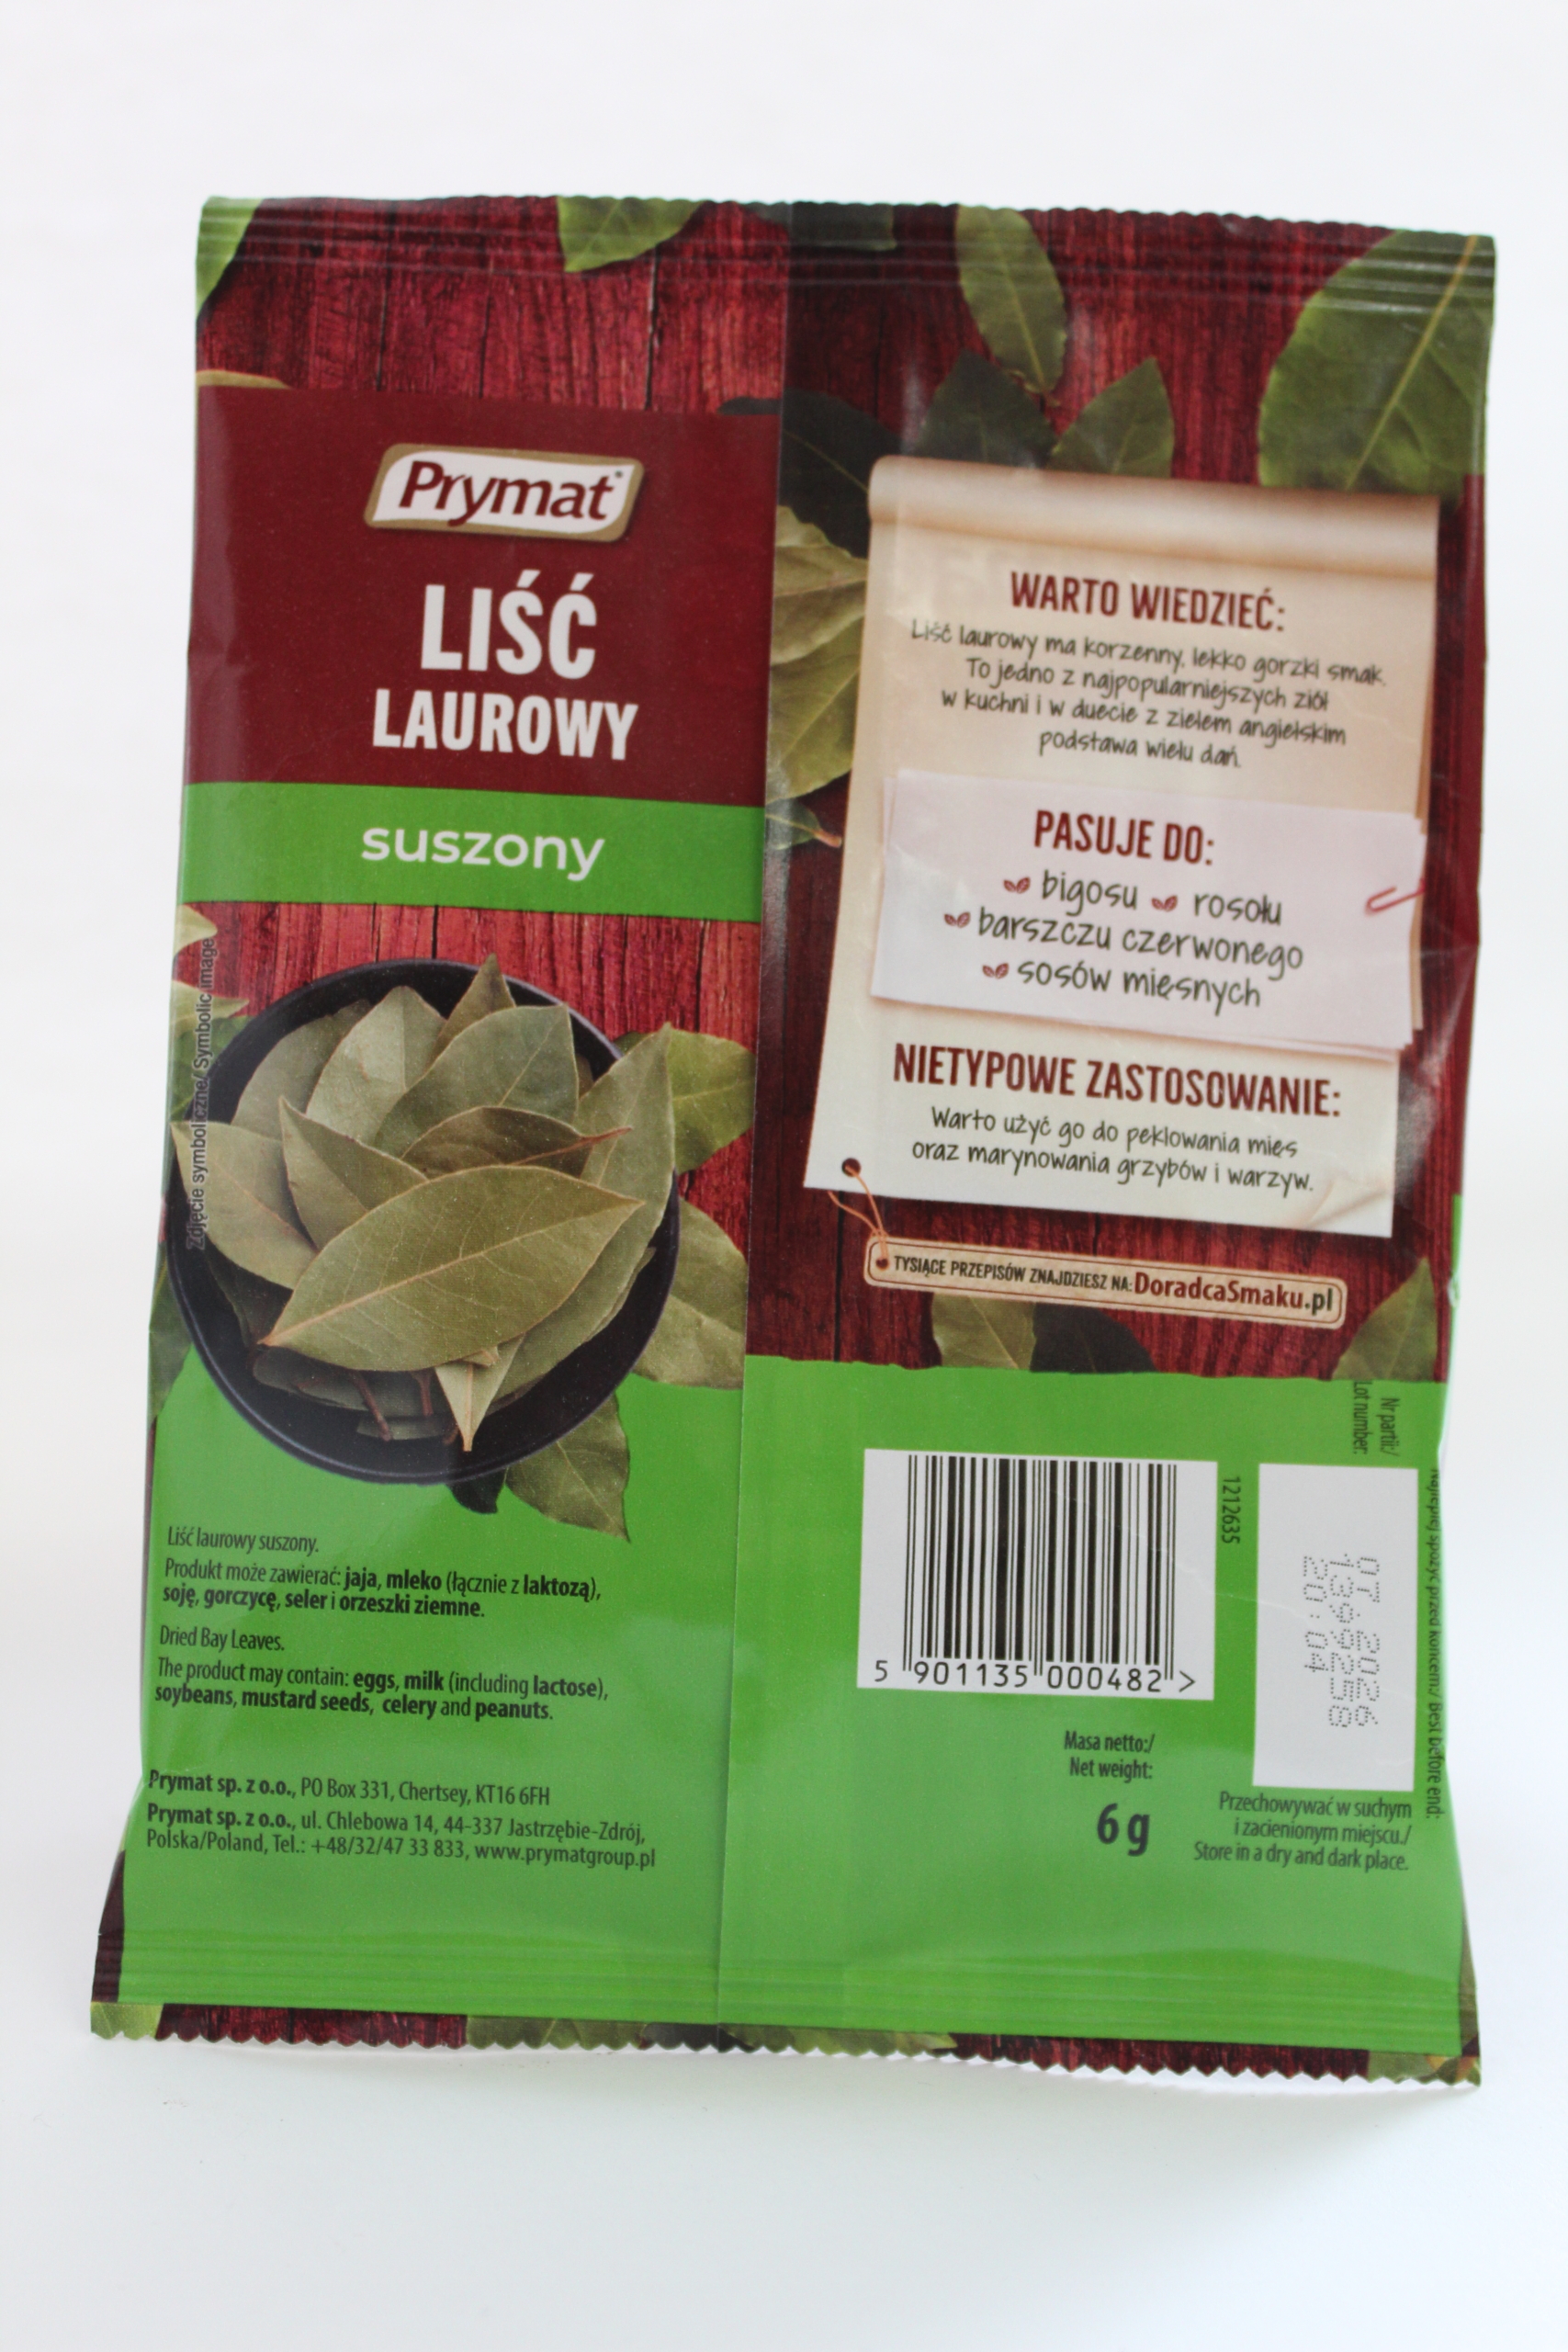 Prymat
LIŚĆ
LAUROWY
suszony
Zdjęcie symboliczne/ Symbolic image
Liść laurowy suszony.
Produkt może zawierać: jaja, mleko (łącznie z laktozą),
soję, gorczycę, seler i orzeszki ziemne.
Dried Bay Leaves.
The product may contain: eggs, milk (including lactose),
soybeans, mustard seeds, celery and peanuts.
Prymat sp. z o.o., PO Box 331, Chertsey, KT16 6FH
Prymat sp. z o.o., ul. Chlebowa 14, 44-337 Jastrzębie-Zdrój,
Polska/Poland, Tel.: +48/32/47 33 833, www.prymatgroup.pl
WARTO WIEDZIEĆ:
Liść laurowy ma korzenny, lekko gorzki smak.
To jedno z najpopularniejszych ziół
w kuchni i w duecie z zielem angielskim
podstawa wielu dań.
PASUJE DO:
bigosu rosołu
barszczu czerwonego
sosów mięsnych
NIETYPOWE ZASTOSOWANIE:
Warto użyć go do peklowania mięs
oraz marynowania grzybów i warzyw.
TYSIĄCE PRZEPISÓW ZNAJDZIESZ NA: DoradcaSmaku.pl
Nr partii:/
Lot number:
5 901135 000482 >
1212635
07.2026
20:04
Najlepiej spożyć przed końcem:/ Best before end:
Masa netto:/
Net weight:
6 g
Przechowywać w suchym
i zacienionym miejscu./
Store in a dry and dark place.